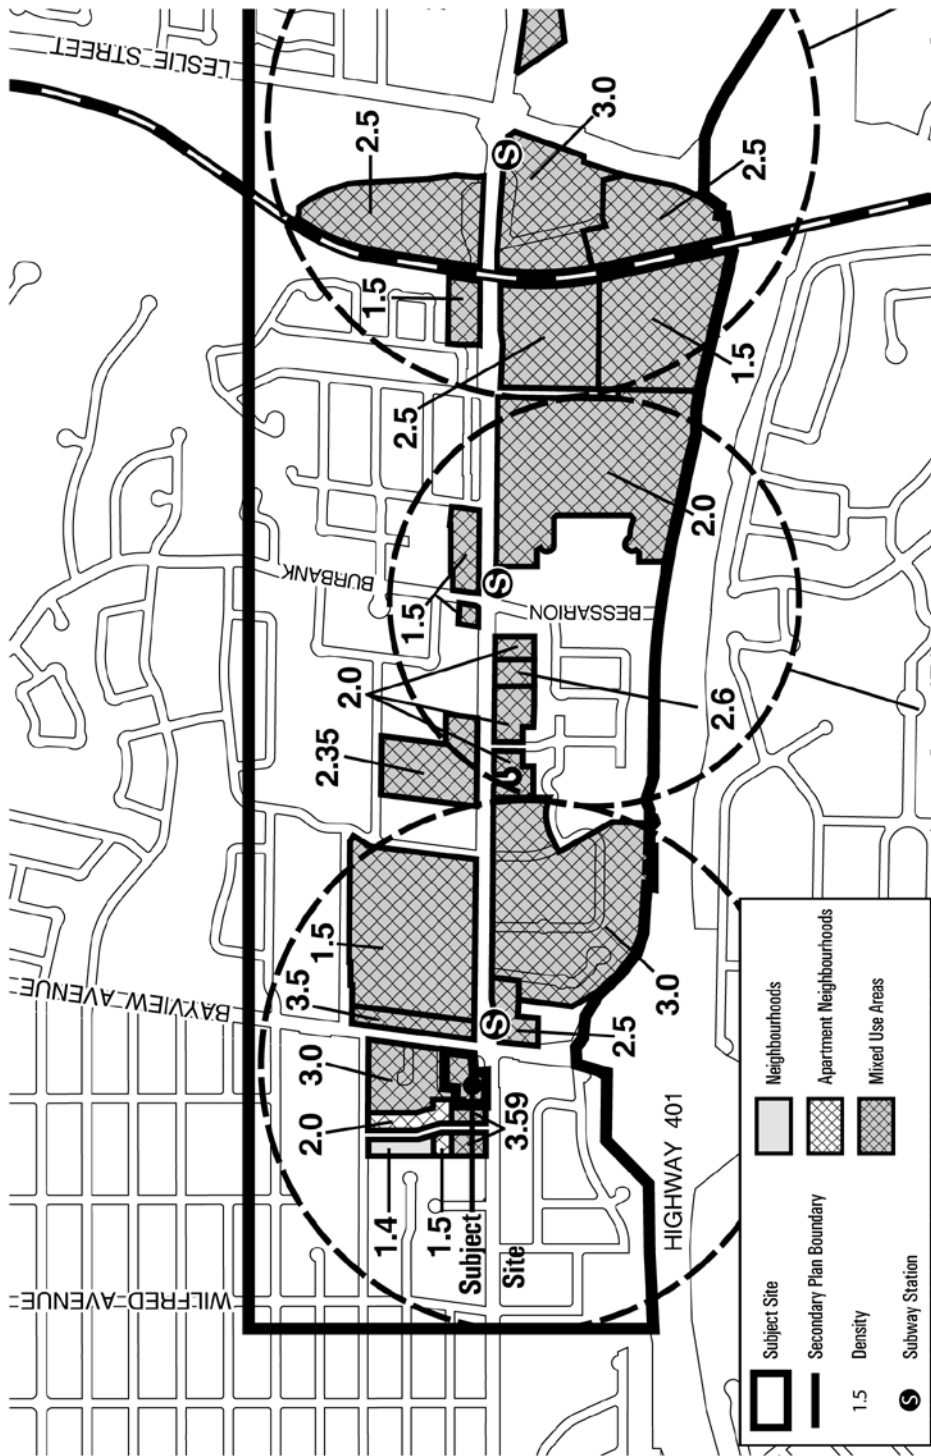 LESLIE STREET
2.5
3.0
2.5
1.5
1.5
2.5
2.0
BURBANK
1.5
BESSARION
2.0
2.6
2.35
1.5
3.5
BAYVIEW AVENUE
3.0
2.5
3.0
2.0
3.59
1.4
1.5
Subject
Site
HIGHWAY 401
WILFRED AVENUE
S
S
S
Subject Site
Secondary Plan Boundary
1.5 Density
S Subway Station
Neighbourhoods
Apartment Neighbourhoods
Mixed Use Areas